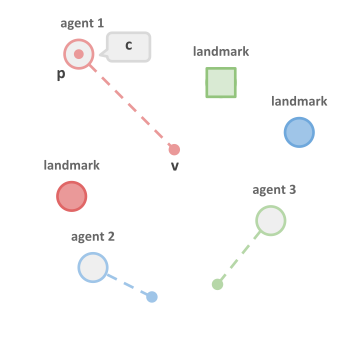 agent 1
c
p
landmark
landmark
v
landmark
agent 3
agent 2